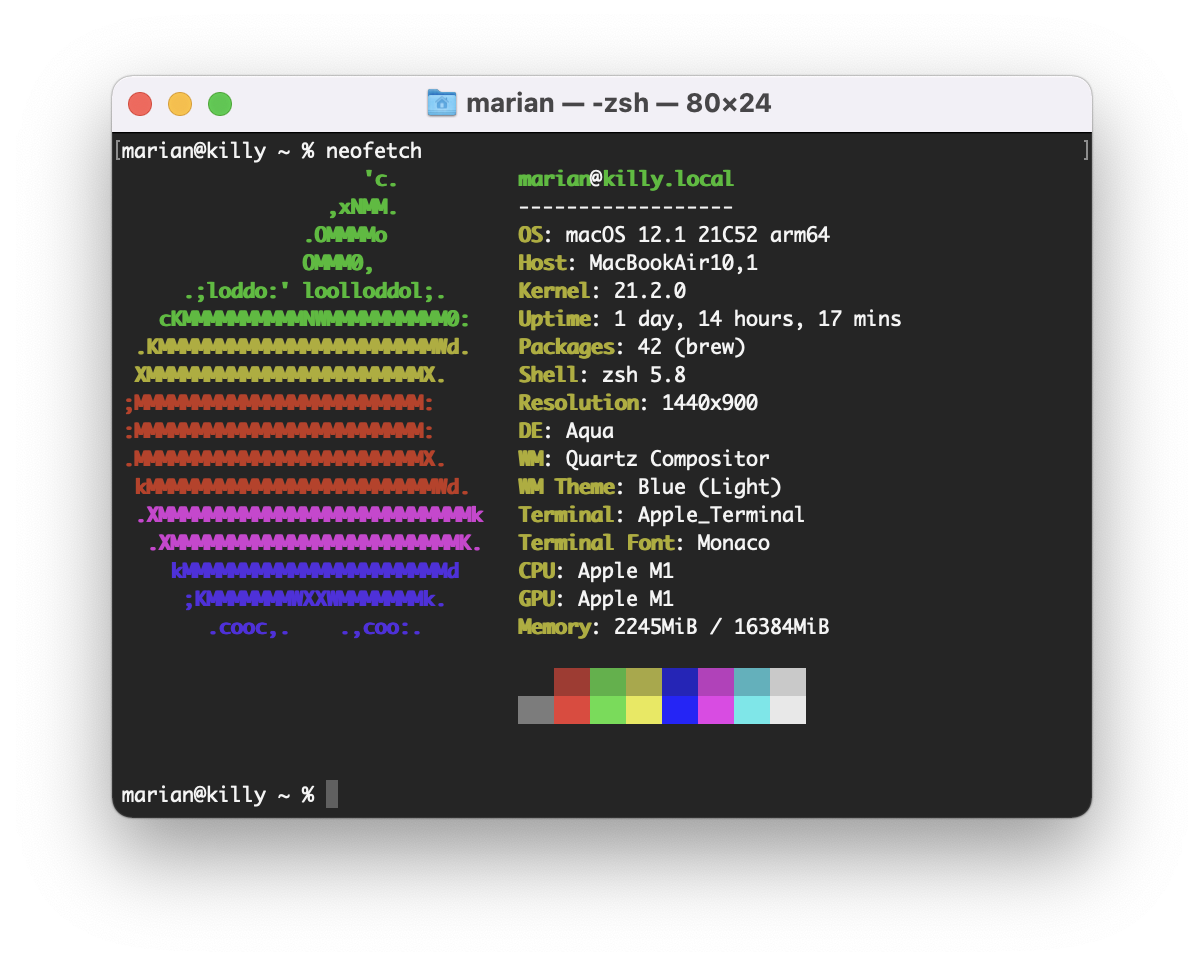 marian — -zsh — 80×24
[marian@killy ~ % neofetch ]
'c. marian@killy.local
,xNMM. ------------------
.OMMMMo OS: macOS 12.1 21C52 arm64
OMMM0, Host: MacBookAir10,1
.;loddo:' loolloddol;. Kernel: 21.2.0
cKMMMMMMMMMMNWMMMMMMMMMM0: Uptime: 1 day, 14 hours, 17 mins
.KMMMMMMMMMMMMMMMMMMMMMMMWd. Packages: 42 (brew)
XMMMMMMMMMMMMMMMMMMMMMMMX. Shell: zsh 5.8
;MMMMMMMMMMMMMMMMMMMMMMMM: Resolution: 1440x900
:MMMMMMMMMMMMMMMMMMMMMMMM: DE: Aqua
.MMMMMMMMMMMMMMMMMMMMMMMMX. WM: Quartz Compositor
kMMMMMMMMMMMMMMMMMMMMMMMMWd. WM Theme: Blue (Light)
.XMMMMMMMMMMMMMMMMMMMMMMMMMMk Terminal: Apple_Terminal
.XMMMMMMMMMMMMMMMMMMMMMMMMK. Terminal Font: Monaco
kMMMMMMMMMMMMMMMMMMMMMMd CPU: Apple M1
;KMMMMMMMWXXWMMMMMMMk. GPU: Apple M1
.cooc,. .,coo:. Memory: 2245MiB / 16384MiB
marian@killy ~ %